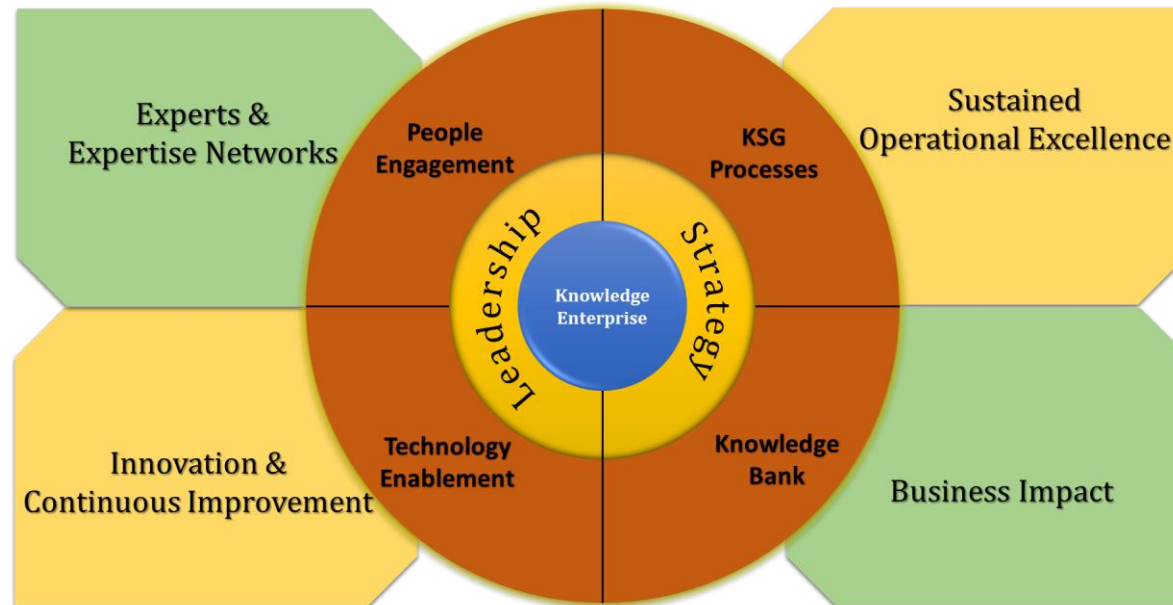 Experts &
Expertise Networks
Sustained
Operational Excellence
People
Engagement
KSG
Processes
Leadership
Strategy
Knowledge
Enterprise
Technology
Enablement
Knowledge
Bank
Innovation &
Continuous Improvement
Business Impact